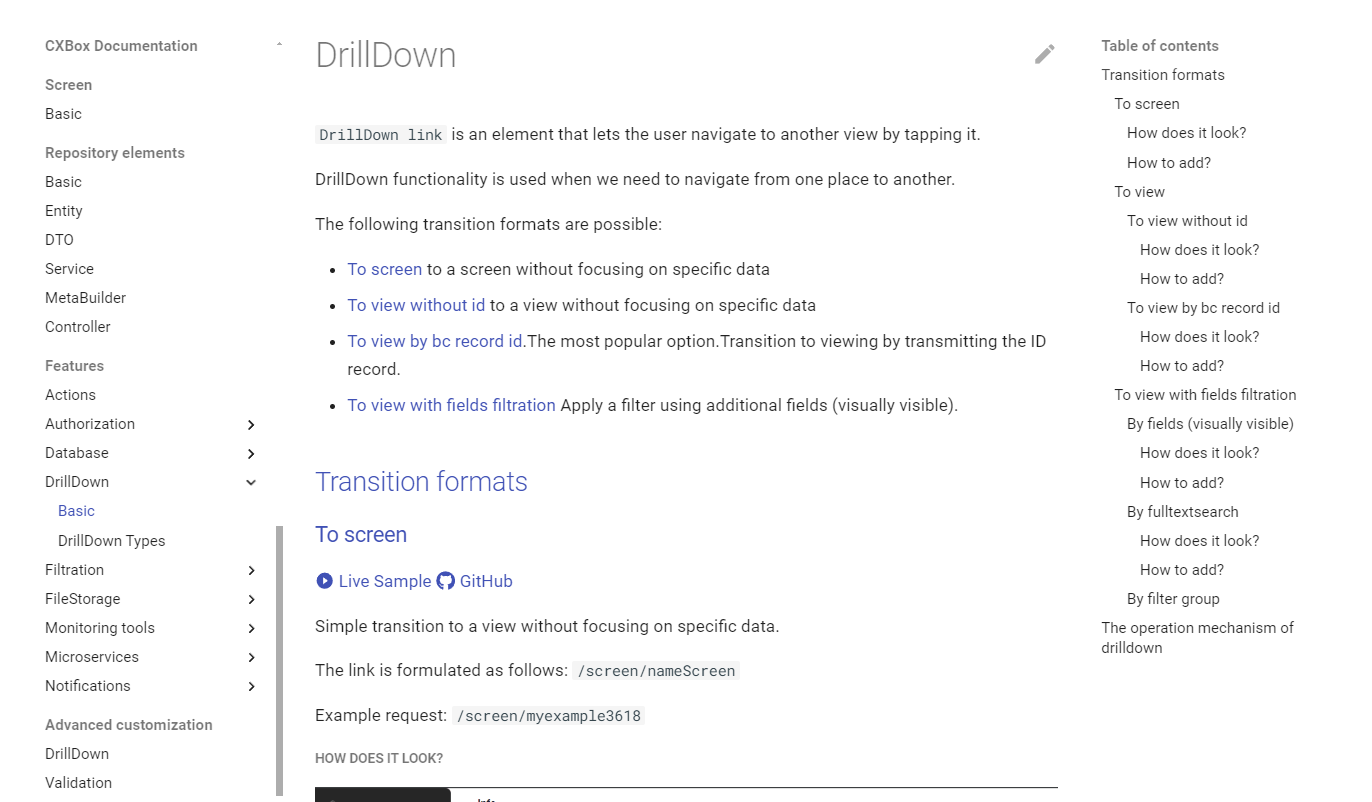 CXBox Documentation
Screen
Basic
Repository elements
Basic
Entity
DTO
Service
MetaBuilder
Controller
Features
Actions
Authorization
Database
DrillDown
Basic
DrillDown Types
Filtration
FileStorage
Monitoring tools
Microservices
Notifications
Advanced customization
DrillDown
Validation
DrillDown
DrillDown link is an element that lets the user navigate to another view by tapping it.
DrillDown functionality is used when we need to navigate from one place to another.
The following transition formats are possible:
To screen to a screen without focusing on specific data
To view without id to a view without focusing on specific data
To view by bc record id.The most popular option.Transition to viewing by transmitting the ID
record.
To view with fields filtration Apply a filter using additional fields (visually visible).
Transition formats
To screen
Live Sample GitHub
Simple transition to a view without focusing on specific data.
The link is formulated as follows: /screen/nameScreen
Example request: /screen/myexample3618
HOW DOES IT LOOK?
Table of contents
Transition formats
To screen
How does it look?
How to add?
To view
To view without id
How does it look?
How to add?
To view by bc record id
How does it look?
How to add?
To view with fields filtration
By fields (visually visible)
How does it look?
How to add?
By fulltextsearch
How does it look?
How to add?
By filter group
The operation mechanism of
drilldown